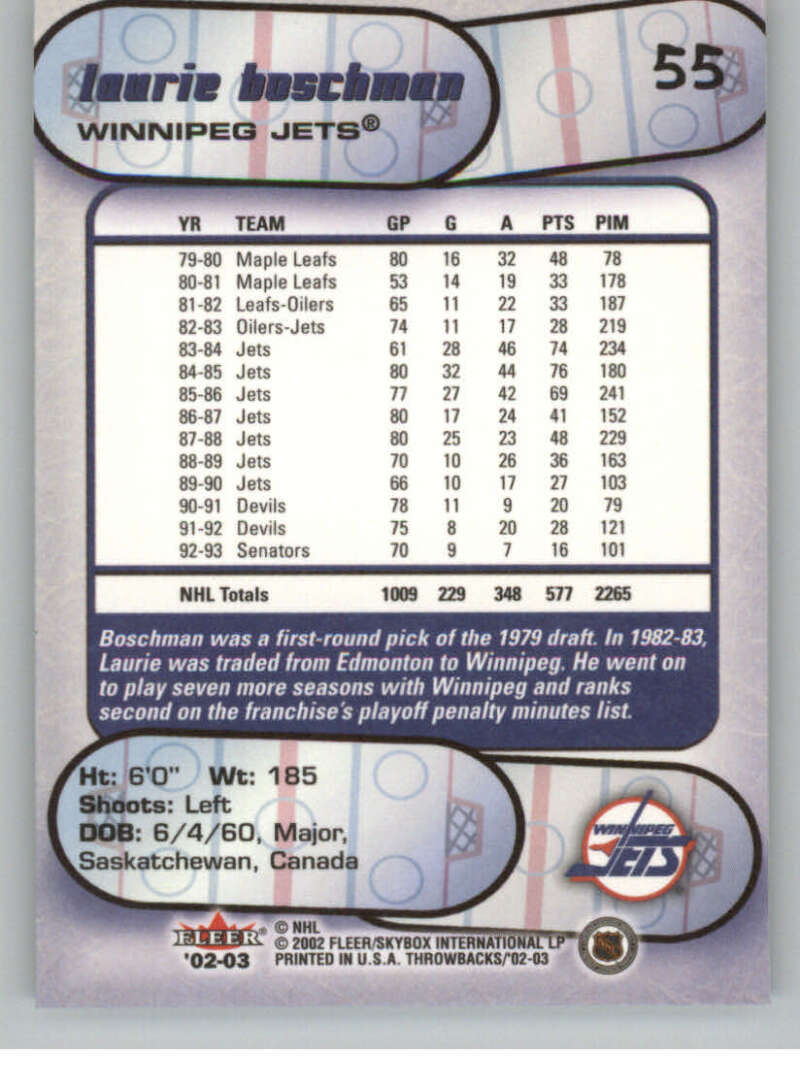 laurie boschman
55
WINNIPEG JETS®
YR TEAM GP G A PTS PIM
79-80 Maple Leafs 80 16 32 48 78
80-81 Maple Leafs 53 14 19 33 178
81-82 Leafs-Oilers 65 11 22 33 187
82-83 Oilers-Jets 74 11 17 28 219
83-84 Jets 61 28 46 74 234
84-85 Jets 80 32 44 76 180
85-86 Jets 77 27 42 69 241
86-87 Jets 80 17 24 41 152
87-88 Jets 80 25 23 48 229
88-89 Jets 70 10 26 36 163
89-90 Jets 66 10 17 27 103
90-91 Devils 78 11 9 20 79
91-92 Devils 75 8 20 28 121
92-93 Senators 70 9 7 16 101
NHL Totals 1009 229 348 577 2265
Boschman was a first-round pick of the 1979 draft. In 1982-83,
Laurie was traded from Edmonton to Winnipeg. He went on
to play seven more seasons with Winnipeg and ranks
second on the franchise's playoff penalty minutes list.
Ht: 6'0" Wt: 185
Shoots: Left
DOB: 6/4/60, Major,
Saskatchewan, Canada
WINNIPEG
JETS
FLEER®
'02-03
© NHL
© 2002 FLEER/SKYBOX INTERNATIONAL LP
PRINTED IN U.S.A. THROWBACKS/'02-03